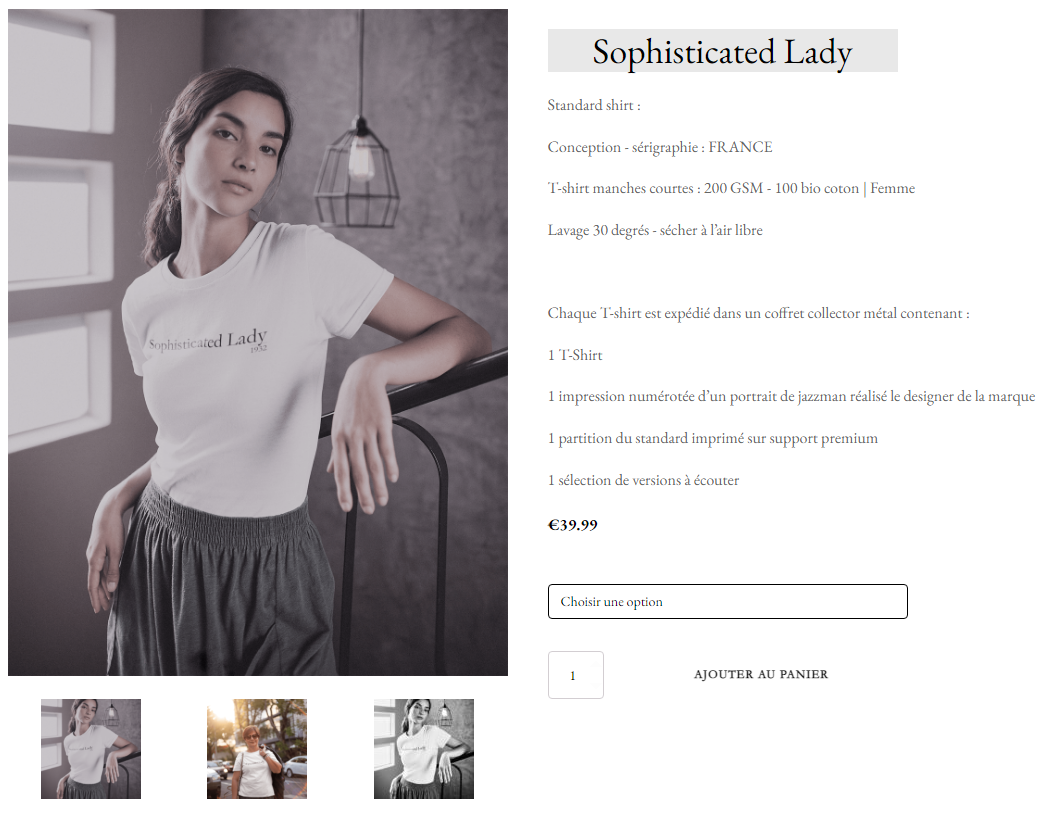 Sophisticated Lady
1932
Sophisticated Lady
Standard shirt :
Conception - sérigraphie : FRANCE
T-shirt manches courtes : 200 GSM - 100 bio coton | Femme
Lavage 30 degrés - sécher à l’air libre
Chaque T-shirt est expédié dans un coffret collector métal contenant :
1 T-Shirt
1 impression numérotée d’un portrait de jazzman réalisé le designer de la marque
1 partition du standard imprimé sur support premium
1 sélection de versions à écouter
€39.99
Choisir une option
1
AJOUTER AU PANIER